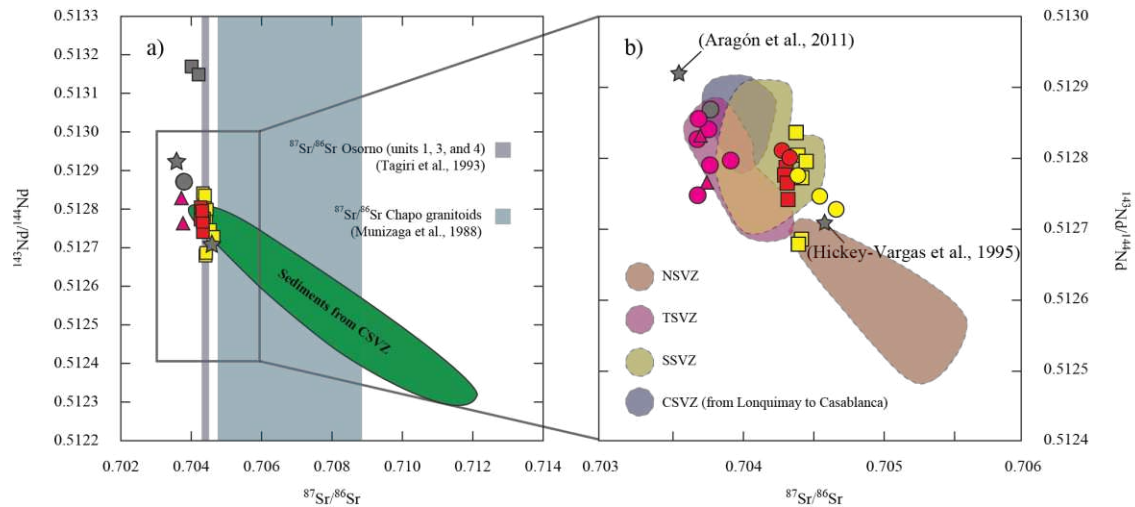 a)
0.5133
0.5132
0.5131
0.5130
0.5129
0.5128
0.5127
0.5126
0.5125
0.5124
0.5123
0.5122
¹⁴³Nd/¹⁴⁴Nd
⁸⁷Sr/⁸⁶Sr Osorno (units 1, 3, and 4)
(Tagiri et al., 1993)
⁸⁷Sr/⁸⁶Sr Chapo granitoids
(Munizaga et al., 1988)
Sediments from CSVZ
0.702 0.704 0.706 0.708 0.710 0.712 0.714
⁸⁷Sr/⁸⁶Sr
b)
(Aragón et al., 2011)
(Hickey-Vargas et al., 1995)
NSVZ
TSVZ
SSVZ
CSVZ (from Lonquimay to Casablanca)
0.5130
0.5129
0.5128
0.5127
0.5126
0.5125
0.5124
¹⁴³Nd/¹⁴⁴Nd
0.703 0.704 0.705 0.706
⁸⁷Sr/⁸⁶Sr